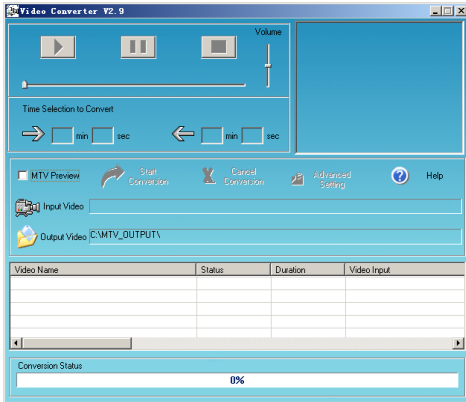 Video Converter V2.9
Volume
Time Selection to Convert
min sec min sec
MTV Preview Start Conversion Cancel Conversion Advanced Setting Help
Input Video
Output Video C:\MTV_OUTPUT\
Video Name Status Duration Video Input
Conversion Status
0%